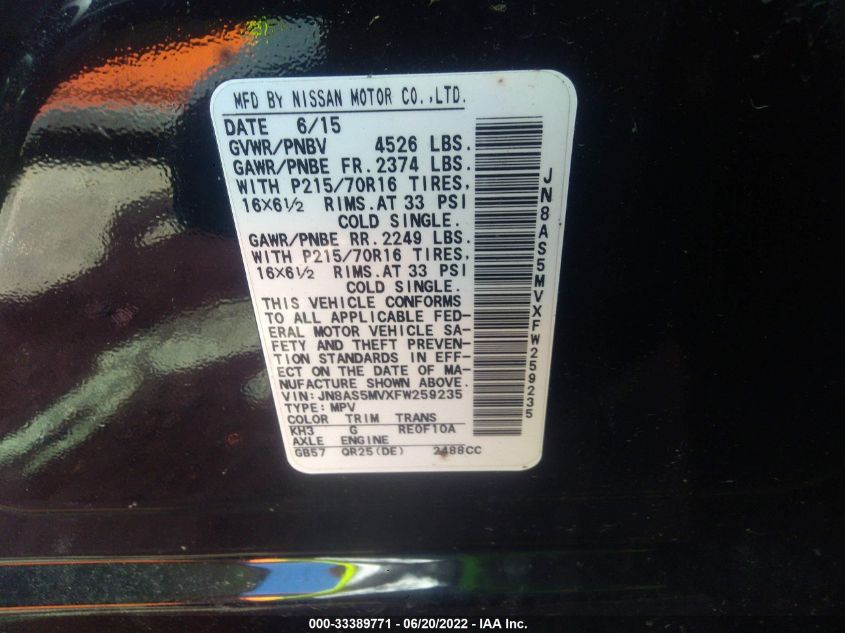 MFD BY NISSAN MOTOR CO.,LTD.
DATE 6/15
GVWR/PNBV 4526 LBS.
GAWR/PNBE FR. 2374 LBS.
WITH P215/70R16 TIRES,
16X6½ RIMS.AT 33 PSI
COLD SINGLE.
GAWR/PNBE RR. 2249 LBS.
WITH P215/70R16 TIRES,
16X6½ RIMS.AT 33 PSI
COLD SINGLE.
THIS VEHICLE CONFORMS
TO ALL APPLICABLE FED-
ERAL MOTOR VEHICLE SA-
FETY AND THEFT PREVEN-
TION STANDARDS IN EFF-
ECT ON THE DATE OF MA-
NUFACTURE SHOWN ABOVE.
VIN:JN8AS5MVXFW259235
TYPE:MPV
COLOR TRIM TRANS
KH3 G RE0F10A
AXLE ENGINE
GB57 QR25(DE) 2488CC
JN8AS5MVXFW259235
000-33389771 - 06/20/2022 - IAA Inc.